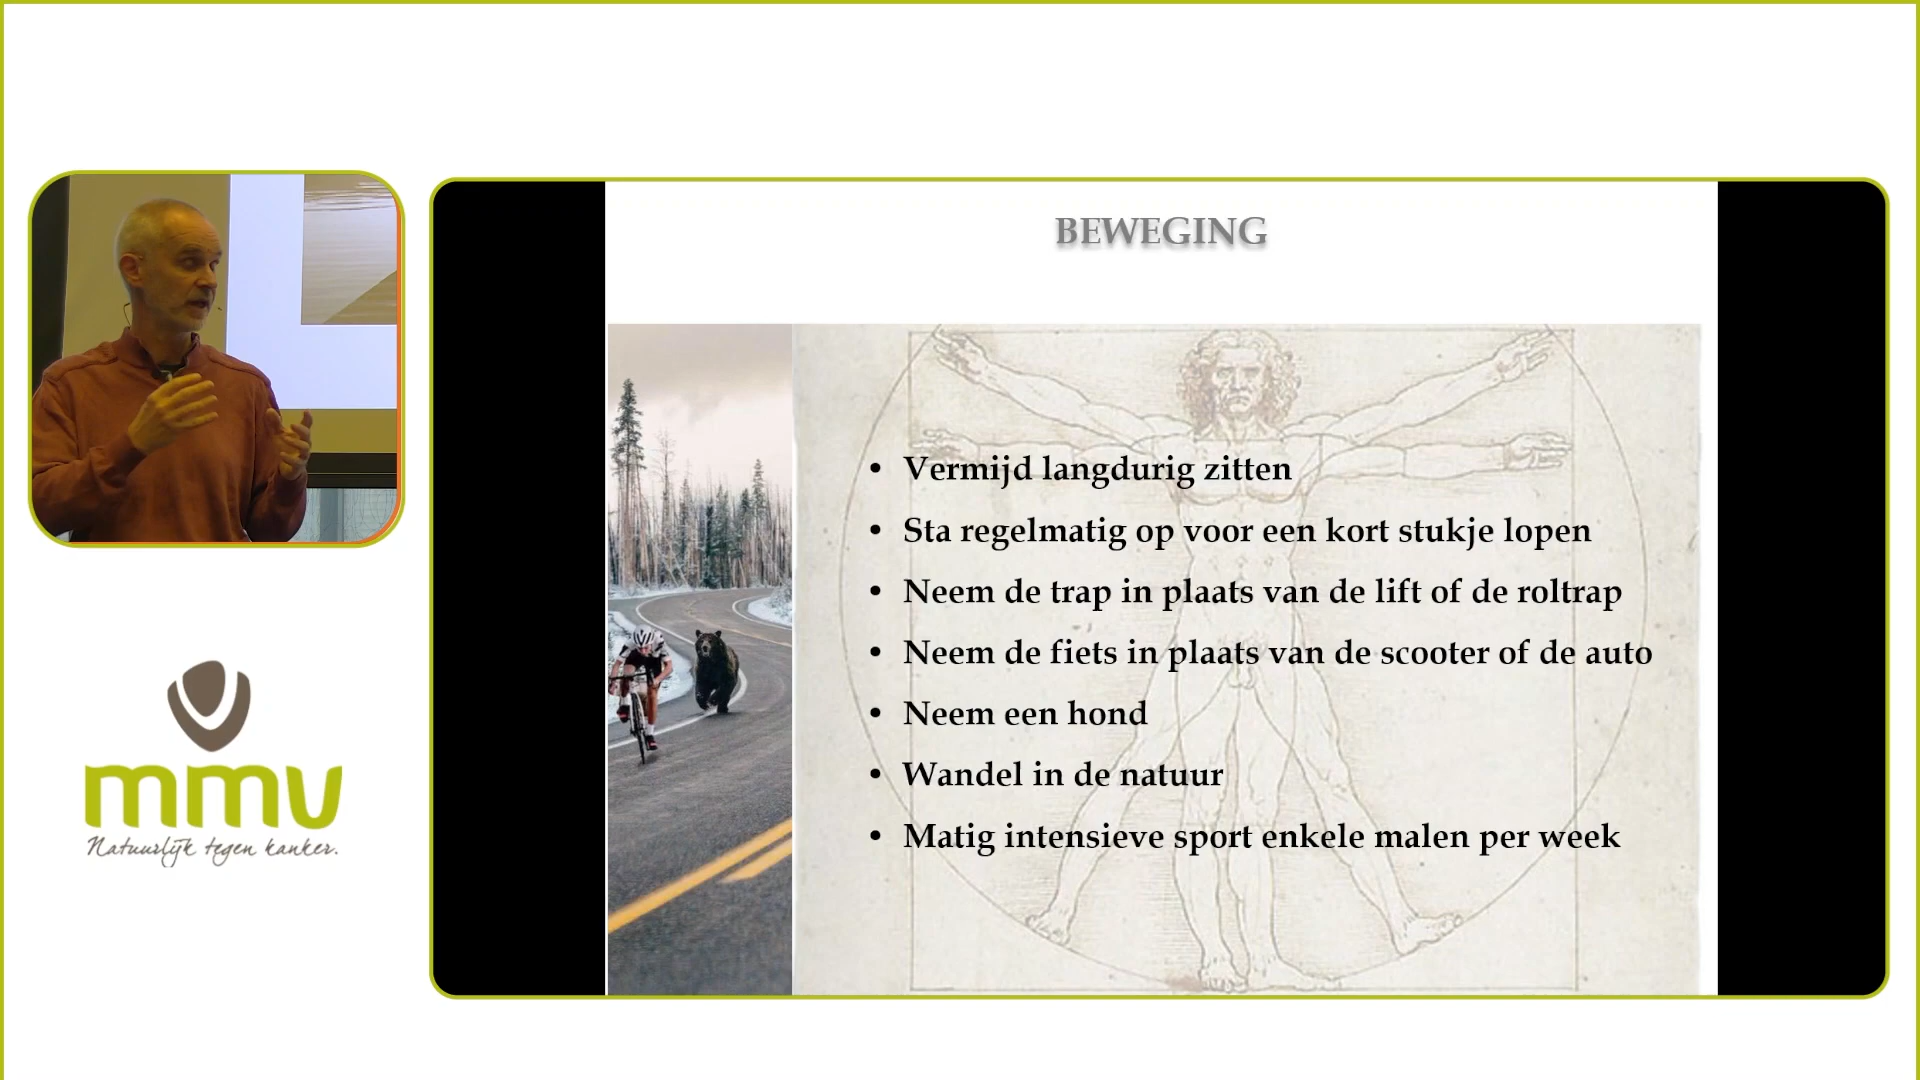 BEWEGING
• Vermijd langdurig zitten
• Sta regelmatig op voor een kort stukje lopen
• Neem de trap in plaats van de lift of de roltrap
• Neem de fiets in plaats van de scooter of de auto
• Neem een hond
• Wandel in de natuur
• Matig intensieve sport enkele malen per week
mmv
Natuurlijk tegen kanker.